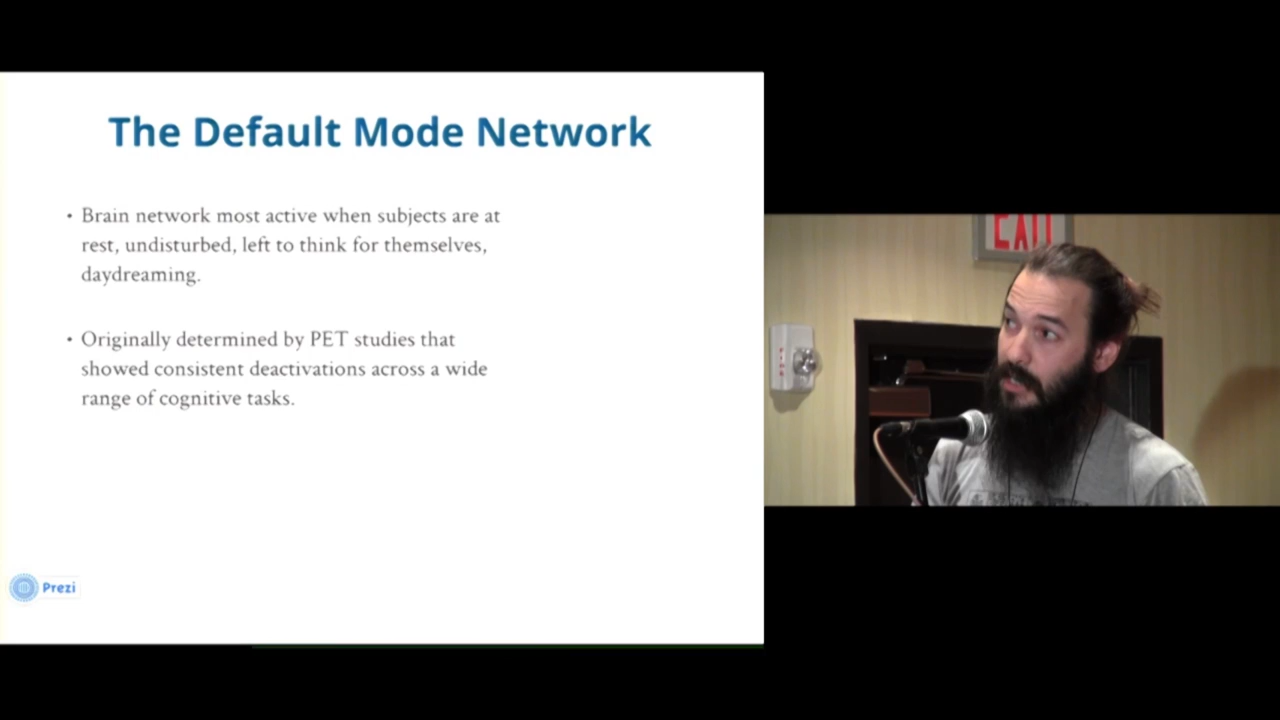 The Default Mode Network
• Brain network most active when subjects are at
rest, undisturbed, left to think for themselves,
daydreaming.
• Originally determined by PET studies that
showed consistent deactivations across a wide
range of cognitive tasks.
Prezi
EXIT